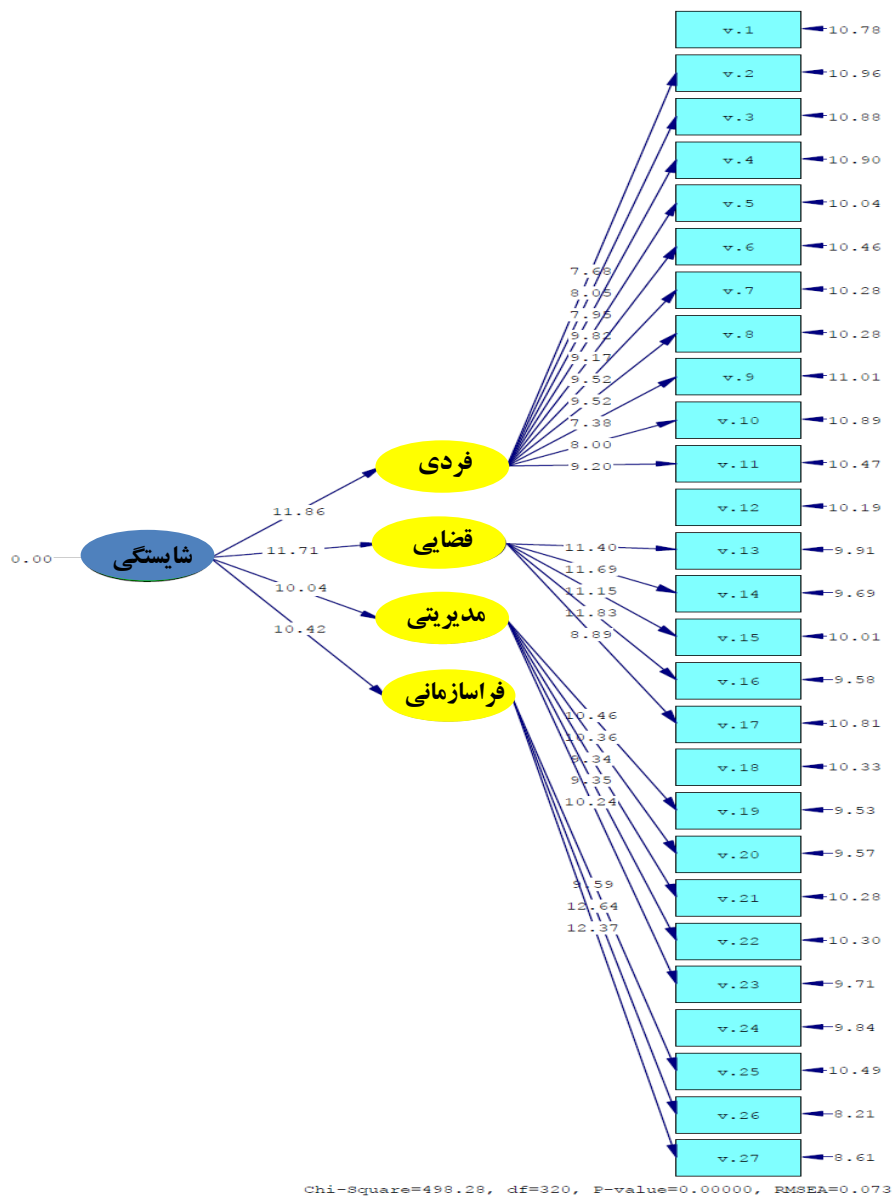 v.1 10.78
v.2 10.96
v.3 10.88
v.4 10.90
v.5 10.04
v.6 10.46
7.68
v.7 10.28
8.05
7.95
v.8 10.28
9.82
9.17
v.9 11.01
9.52
9.52
v.10 10.89
7.38
8.00
فردی
v.11 10.47
9.20
v.12 10.19
11.86
قضایی
v.13 9.91
11.40
11.71
شایستگی
0.00
11.69
v.14 9.69
11.15
10.04
مدیریتی
11.83
v.15 10.01
10.42
8.89
v.16 9.58
فراسازمانی
10.46
v.17 10.81
10.36
9.34
v.18 10.33
9.35
10.24
v.19 9.53
v.20 9.57
9.59
v.21 10.28
12.64
12.37
v.22 10.30
v.23 9.71
v.24 9.84
v.25 10.49
v.26 8.21
v.27 8.61
Chi-Square=498.28, df=320, P-value=0.00000, RMSEA=0.073